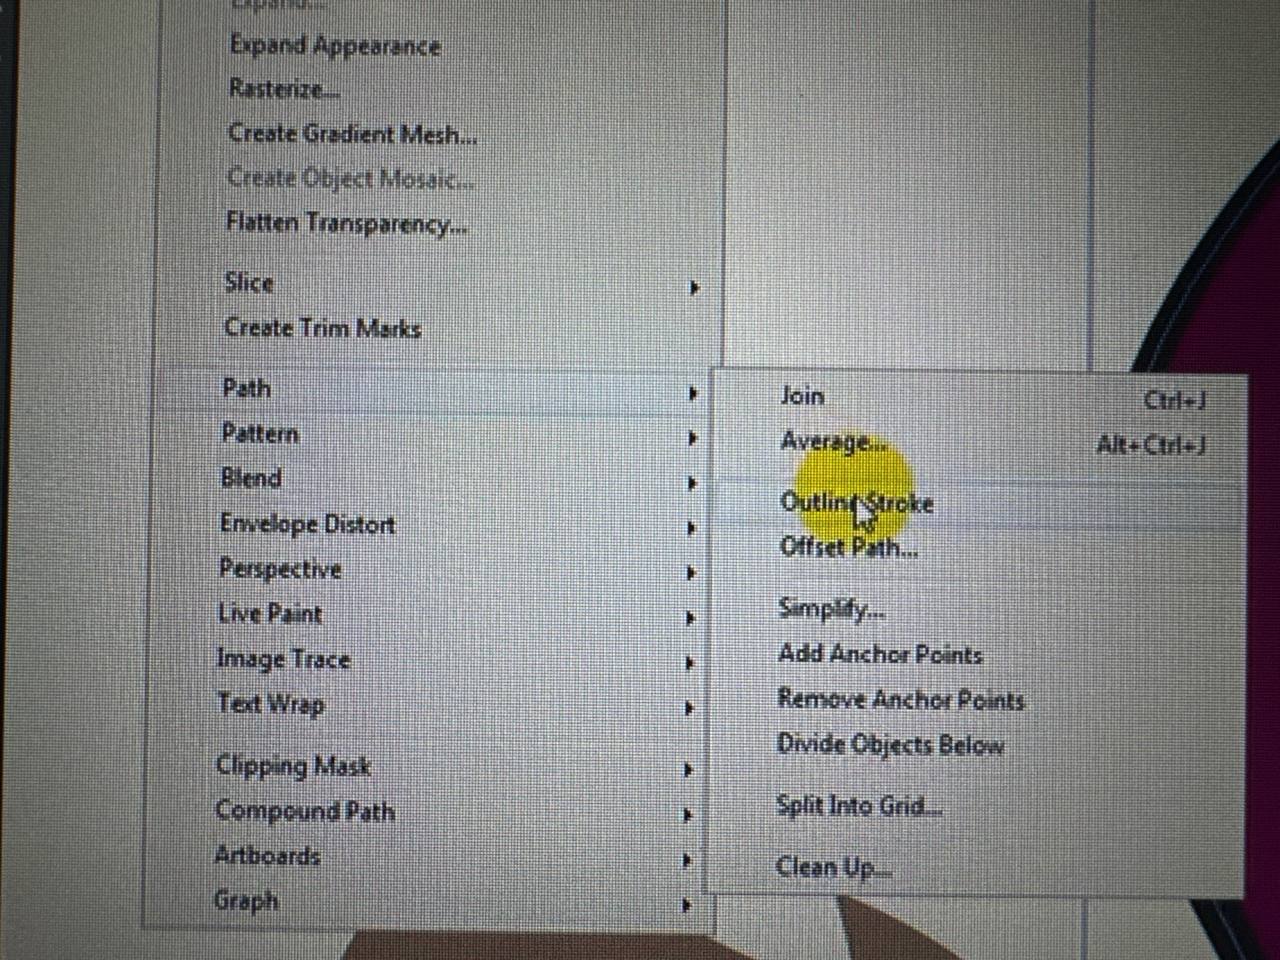 Expand...
Expand Appearance
Rasterize...
Create Gradient Mesh...
Create Object Mosaic...
Flatten Transparency...
Slice
Create Trim Marks
Path
Pattern
Blend
Envelope Distort
Perspective
Live Paint
Image Trace
Text Wrap
Clipping Mask
Compound Path
Artboards
Graph
Join Ctrl+J
Average... Alt+Ctrl+J
Outline Stroke
Offset Path...
Simplify...
Add Anchor Points
Remove Anchor Points
Divide Objects Below
Split Into Grid...
Clean Up...